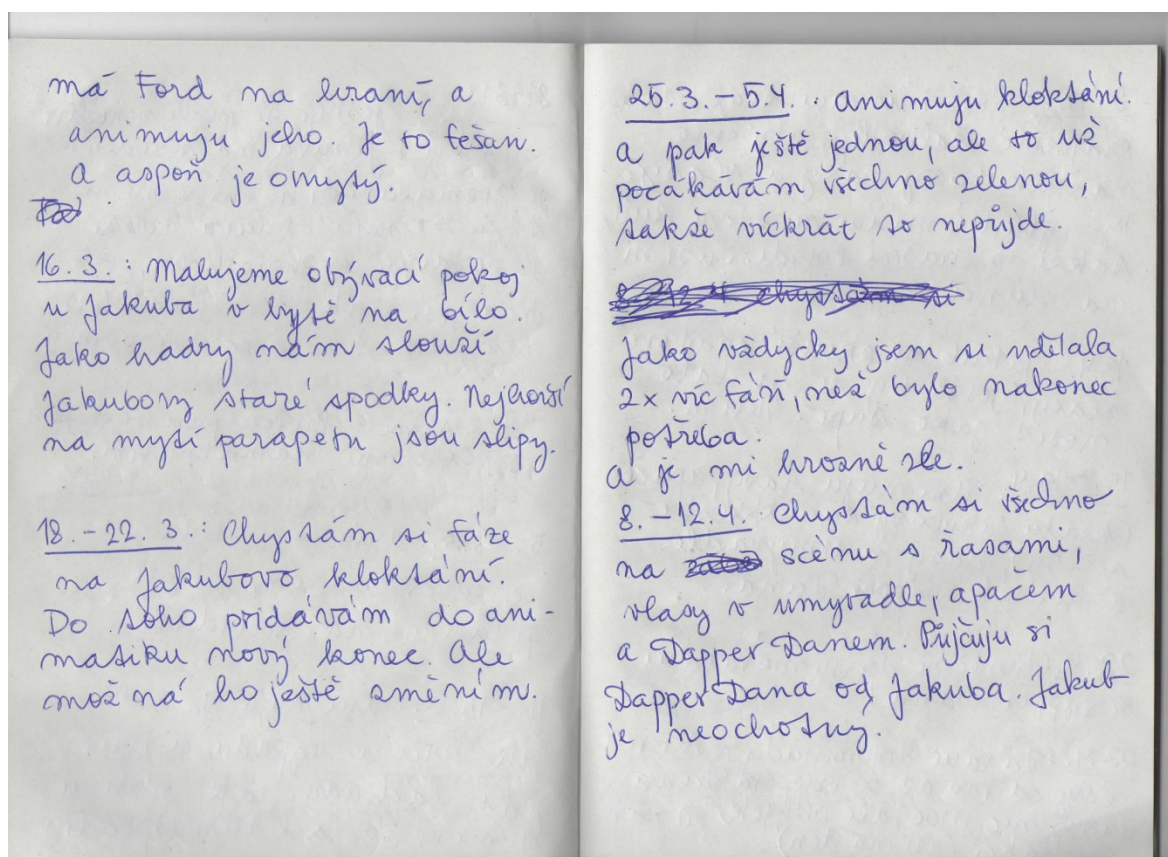 má Ford na hraní, a
animuju jeho. Je to fešan.
a aspoň je omytý.
16. 3. : Malujeme obývací pokoj
u Jakuba v bytě na bílo.
Jako hadry nám slouží
Jakubovy staré spodky. Nejhorší
na mytí parapetu jsou slipy.
18. – 22. 3. : Chystám si fáze
na Jakubovo kloktání.
Do toho přidávám do ani-
matiku nový konec. Ale
možná ho ještě změním.
25. 3. – 5. 4. : animuju kloktání.
a pak ještě jednou, ale to už
pocákávám všechno zelenou,
takže víckrát to nepůjde.
chystám si
Jako vždycky jsem si udělala
2x víc fází, než bylo nakonec
potřeba.
a je mi hrozně zle.
8. – 12. 4. Chystám si všechno
na scénu s řasami,
vlasy v umyvadle, apačem
a Dapper Danem. Půjčuju si
Dapper Dana od Jakuba. Jakub
je neochotný.